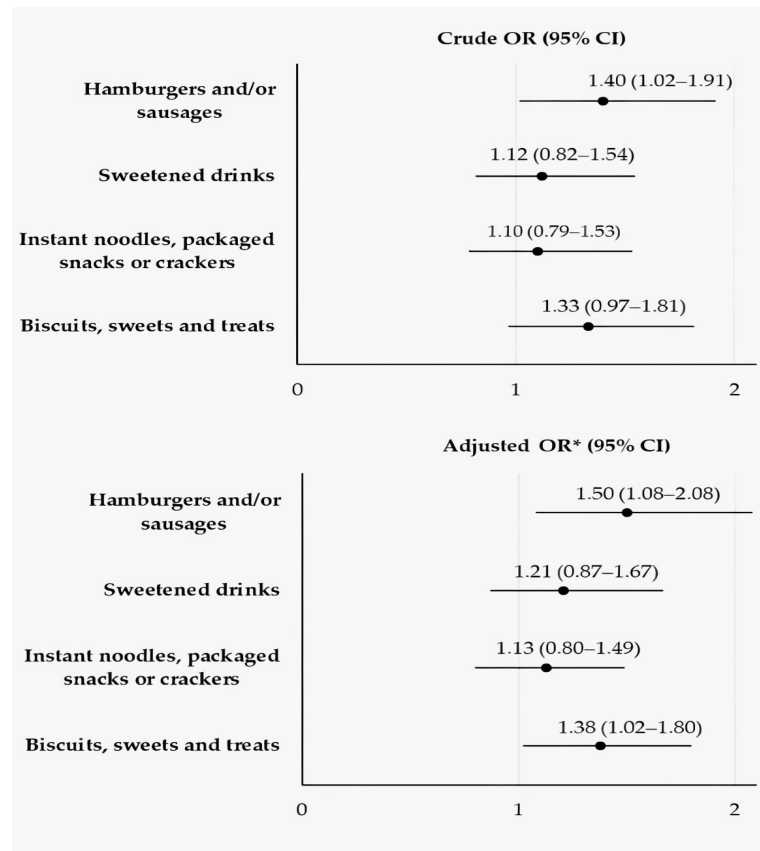 Crude OR (95% CI)
Hamburgers and/or
sausages
1.40 (1.02–1.91)
Sweetened drinks
1.12 (0.82–1.54)
Instant noodles, packaged
snacks or crackers
1.10 (0.79–1.53)
Biscuits, sweets and treats
1.33 (0.97–1.81)
0 1 2
Adjusted OR* (95% CI)
Hamburgers and/or
sausages
1.50 (1.08–2.08)
Sweetened drinks
1.21 (0.87–1.67)
Instant noodles, packaged
snacks or crackers
1.13 (0.80–1.49)
Biscuits, sweets and treats
1.38 (1.02–1.80)
0 1 2